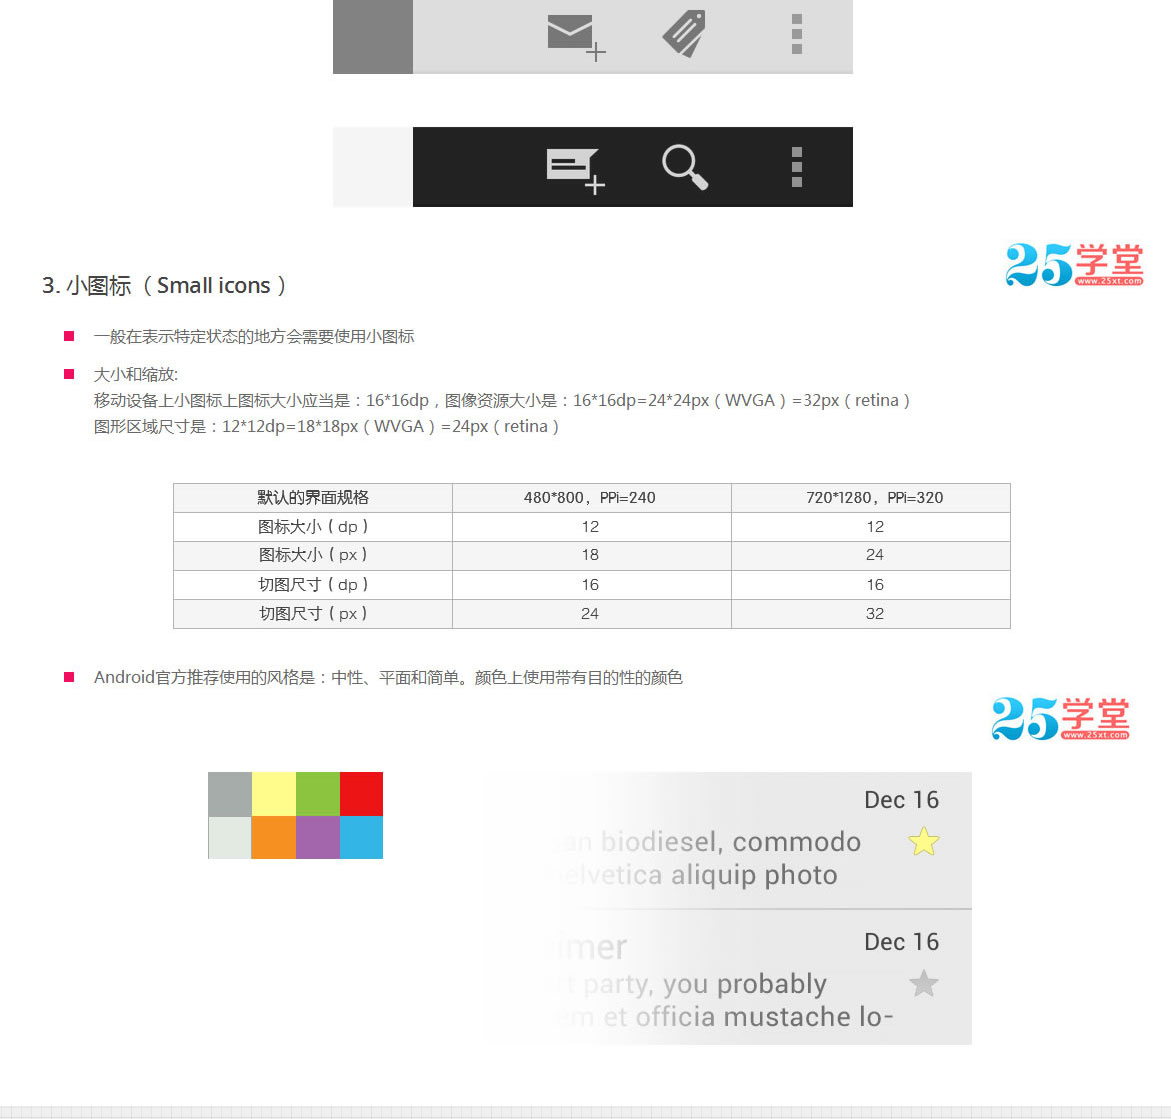 25学堂
www.25xt.com
3. 小图标（Small icons）
一般在表示特定状态的地方会需要使用小图标
大小和缩放:
移动设备上小图标上图标大小应当是：16*16dp，图像资源大小是：16*16dp=24*24px（WVGA）=32px（retina）
图形区域尺寸是：12*12dp=18*18px（WVGA）=24px（retina）
默认的界面规格 480*800，PPi=240 720*1280，PPi=320
图标大小（dp） 12 12
图标大小（px） 18 24
切图尺寸（dp） 16 16
切图尺寸（px） 24 32
Android官方推荐使用的风格是：中性、平面和简单。颜色上使用带有目的性的颜色
25学堂
www.25xt.com
Dec 16
biodiesel, commodo
helvetica aliquip photo
Dec 16
party, you probably
et officia mustache lo-